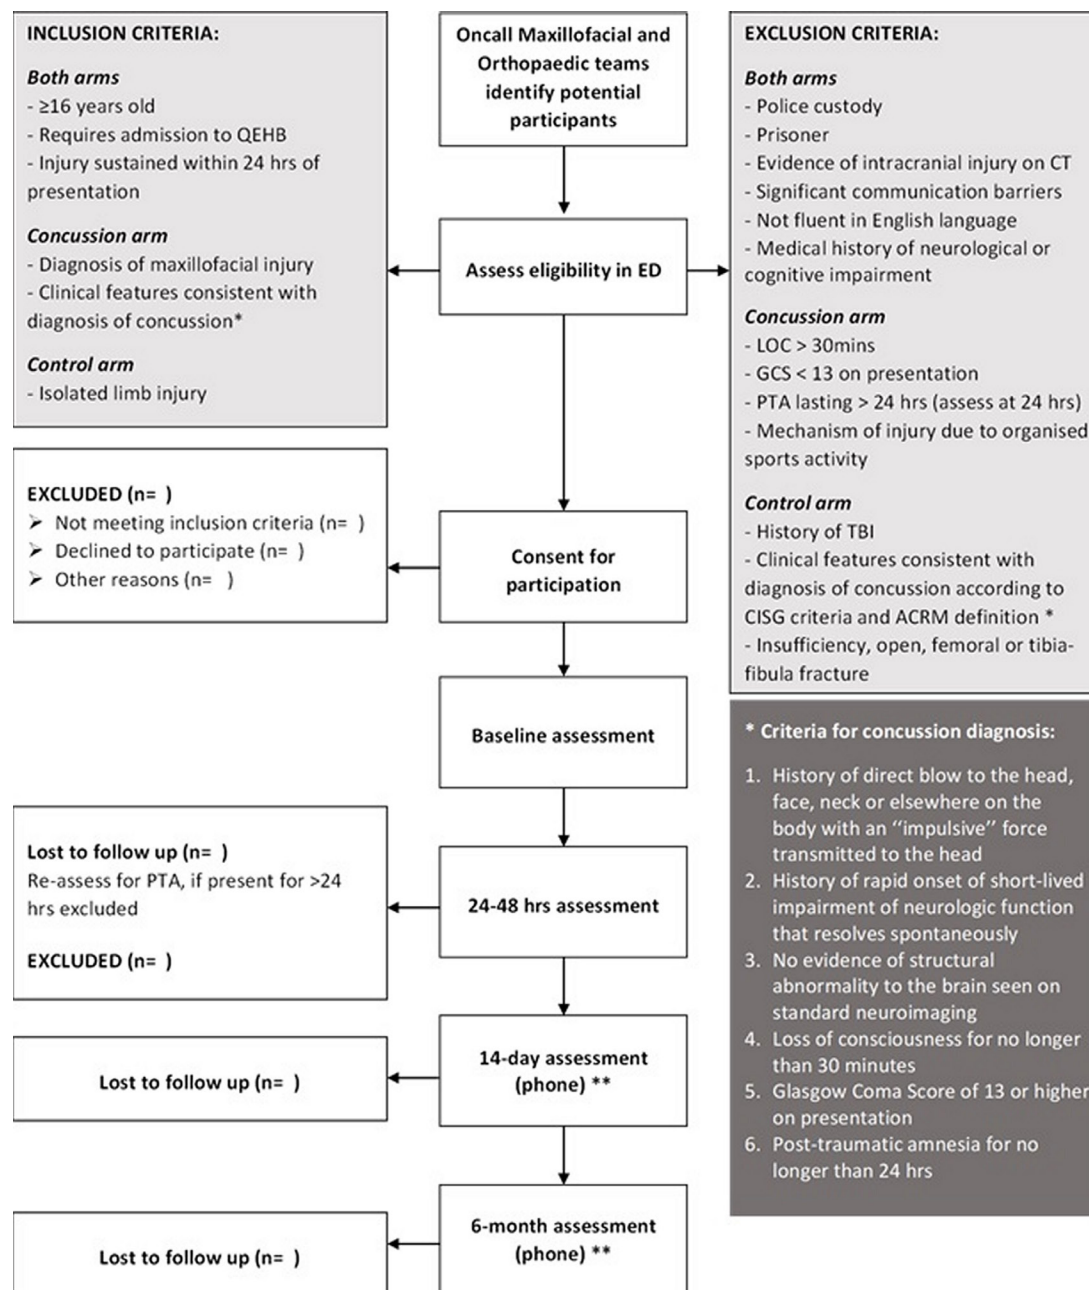 INCLUSION CRITERIA:
Both arms
- ≥16 years old
- Requires admission to QEHB
- Injury sustained within 24 hrs of
presentation
Concussion arm
- Diagnosis of maxillofacial injury
- Clinical features consistent with
diagnosis of concussion*
Control arm
- Isolated limb injury
Oncall Maxillofacial and
Orthopaedic teams
identify potential
participants
Assess eligibility in ED
EXCLUSION CRITERIA:
Both arms
- Police custody
- Prisoner
- Evidence of intracranial injury on CT
- Significant communication barriers
- Not fluent in English language
- Medical history of neurological or
cognitive impairment
Concussion arm
- LOC > 30mins
- GCS < 13 on presentation
- PTA lasting > 24 hrs (assess at 24 hrs)
- Mechanism of injury due to organised
sports activity
Control arm
- History of TBI
- Clinical features consistent with
diagnosis of concussion according to
CISG criteria and ACRM definition *
- Insufficiency, open, femoral or tibia-
fibula fracture
EXCLUDED (n=  )
➢ Not meeting inclusion criteria (n=  )
➢ Declined to participate (n=  )
➢ Other reasons (n=  )
Consent for
participation
Baseline assessment
Lost to follow up (n=  )
Re-assess for PTA, if present for >24
hrs excluded
EXCLUDED (n=  )
24-48 hrs assessment
Lost to follow up (n=  )
14-day assessment
(phone) **
Lost to follow up (n=  )
6-month assessment
(phone) **
* Criteria for concussion diagnosis:
1. History of direct blow to the head,
face, neck or elsewhere on the
body with an “impulsive” force
transmitted to the head
2. History of rapid onset of short-lived
impairment of neurologic function
that resolves spontaneously
3. No evidence of structural
abnormality to the brain seen on
standard neuroimaging
4. Loss of consciousness for no longer
than 30 minutes
5. Glasgow Coma Score of 13 or higher
on presentation
6. Post-traumatic amnesia for no
longer than 24 hrs